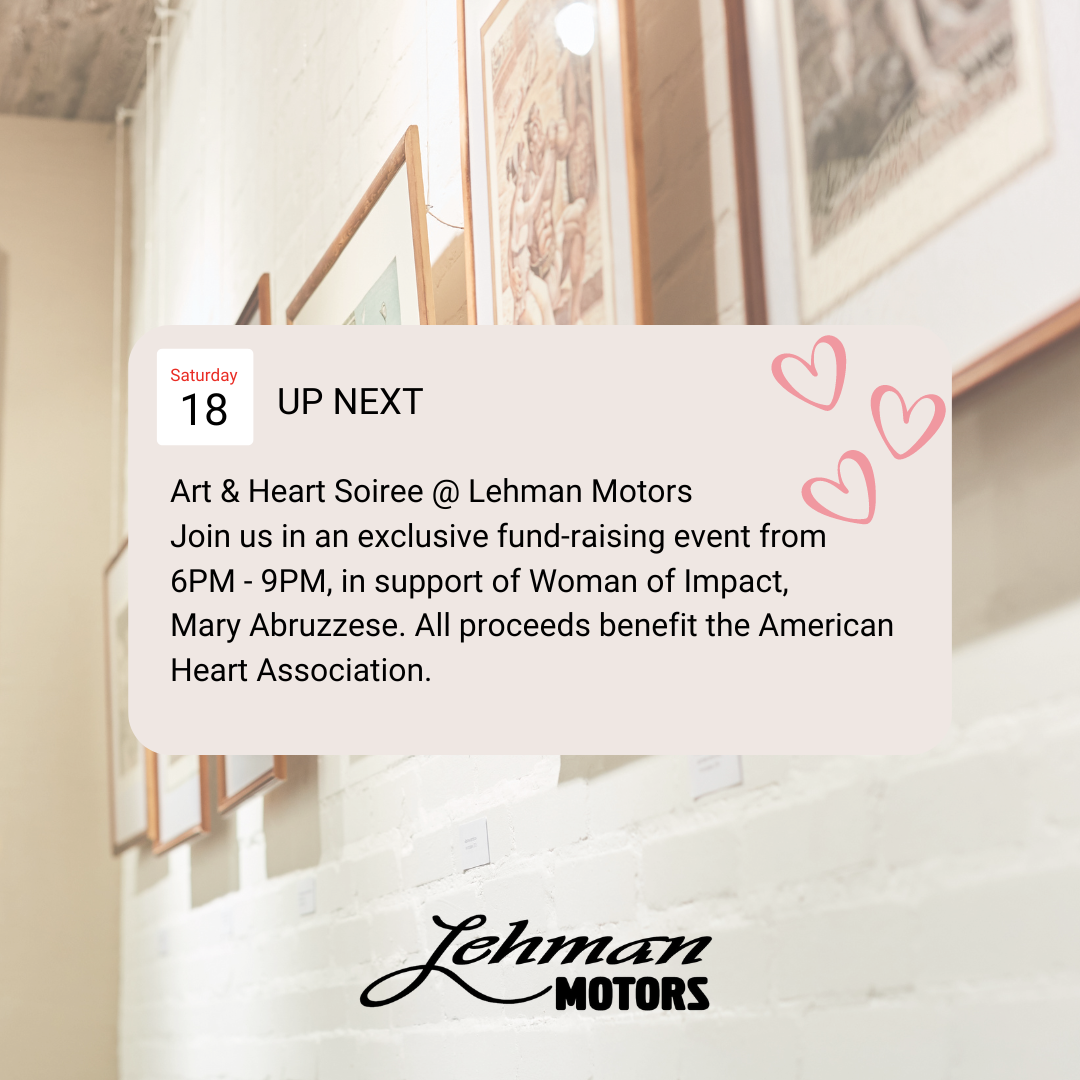 Saturday
18
UP NEXT
Art & Heart Soiree @ Lehman Motors
Join us in an exclusive fund-raising event from
6PM - 9PM, in support of Woman of Impact,
Mary Abruzzese. All proceeds benefit the American
Heart Association.
Lehman
MOTORS